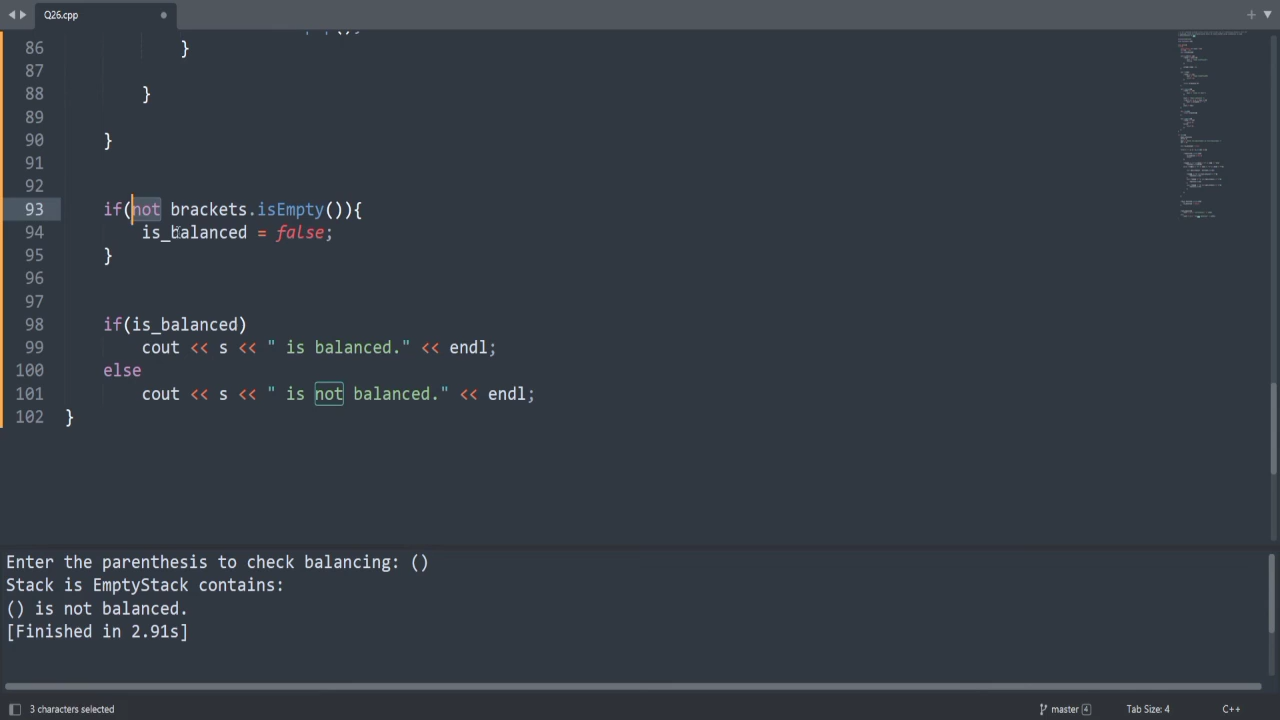 Q26.cpp
86 }
87
88 }
89
90 }
91
92
93 if(not brackets.isEmpty()){
94 is_balanced = false;
95 }
96
97
98 if(is_balanced)
99 cout << s << " is balanced." << endl;
100 else
101 cout << s << " is not balanced." << endl;
102 }
Enter the parenthesis to check balancing: ()
Stack is EmptyStack contains:
() is not balanced.
[Finished in 2.91s]
3 characters selected
master 4
Tab Size: 4
C++